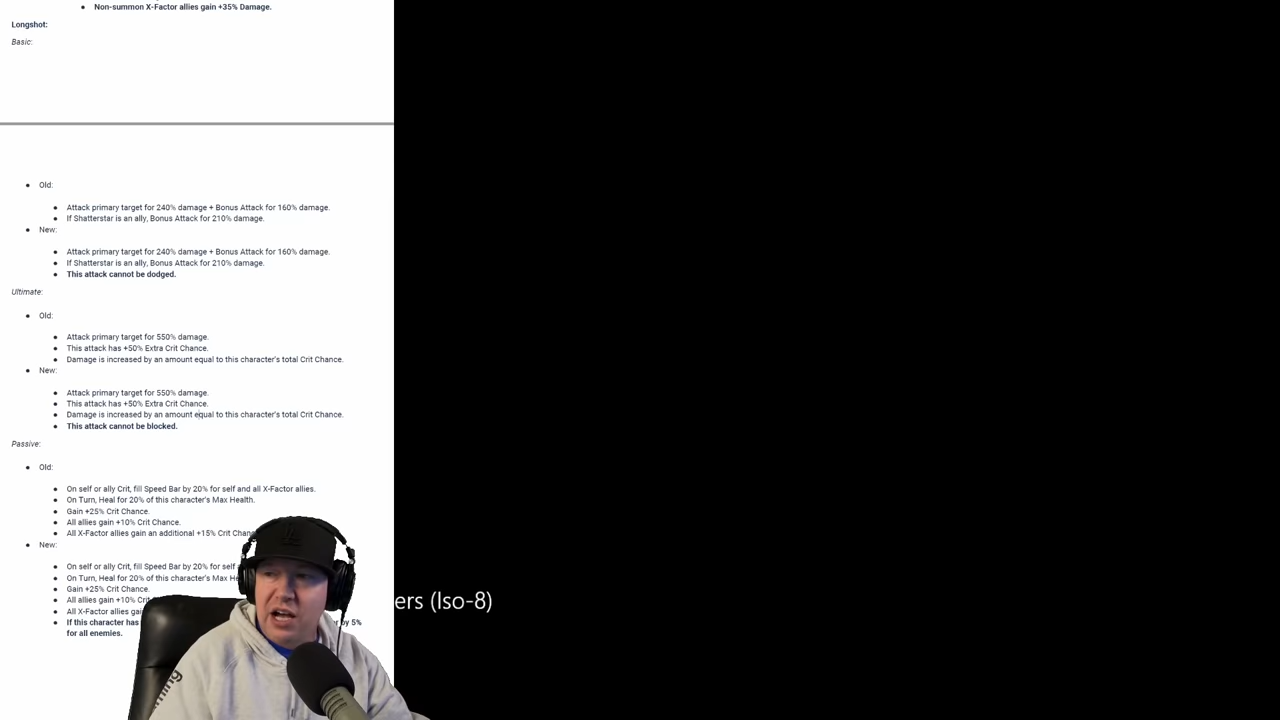 Non-summon X-Factor allies gain +35% Damage.
Longshot:
Basic:
Old:
Attack primary target for 240% damage + Bonus Attack for 160% damage.
If Shatterstar is an ally, Bonus Attack for 210% damage.
New:
Attack primary target for 240% damage + Bonus Attack for 160% damage.
If Shatterstar is an ally, Bonus Attack for 210% damage.
This attack cannot be dodged.
Ultimate:
Old:
Attack primary target for 550% damage.
This attack has +50% Extra Crit Chance.
Damage is increased by an amount equal to this character's total Crit Chance.
New:
Attack primary target for 550% damage.
This attack has +50% Extra Crit Chance.
Damage is increased by an amount equal to this character's total Crit Chance.
This attack cannot be blocked.
Passive:
Old:
On self or ally Crit, fill Speed Bar by 20% for self and all X-Factor allies.
On Turn, Heal for 20% of this character's Max Health.
Gain +25% Crit Chance.
All allies gain +10% Crit Chance.
All X-Factor allies gain an additional +15% Crit Chan
New:
On self or ally Crit, fill Speed Bar by 20% for self
On Turn, Heal for 20% of this character's Max He
Gain +25% Crit Chance.
All allies gain +10% Cri
All X-Factor allies gai
If this character has by 5%
for all enemies.
ers (Iso-8)